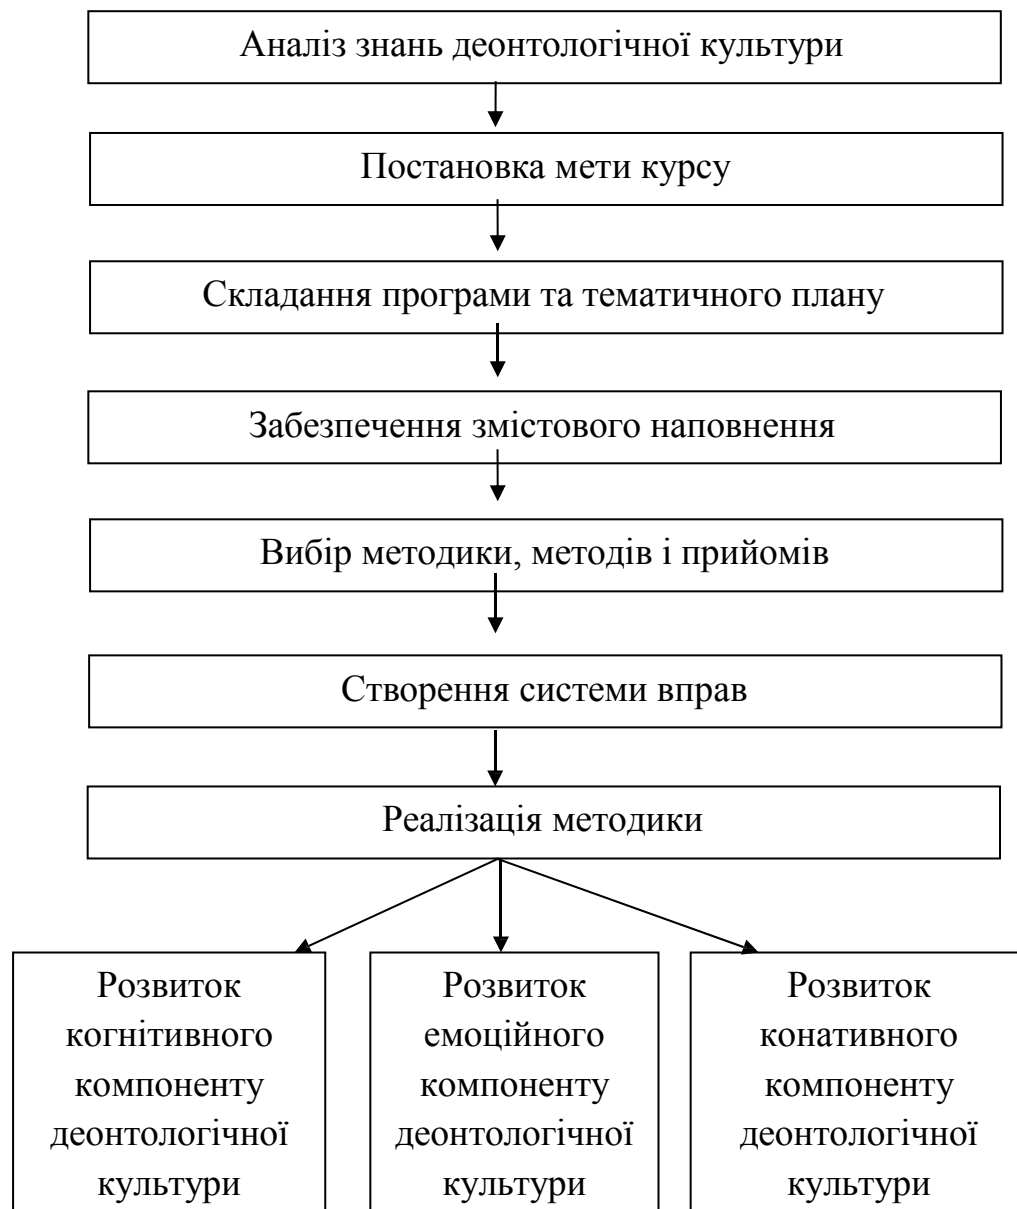 Аналіз знань деонтологічної культури
Постановка мети курсу
Складання програми та тематичного плану
Забезпечення змістового наповнення
Вибір методики, методів і прийомів
Створення системи вправ
Реалізація методики
Розвиток
когнітивного
компоненту
деонтологічної
культури
Розвиток
емоційного
компоненту
деонтологічної
культури
Розвиток
конативного
компоненту
деонтологічної
культури